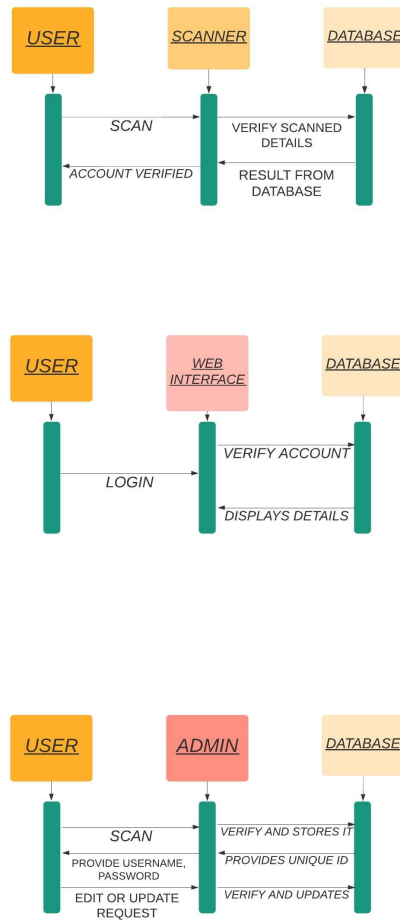 USER
SCANNER
DATABASE
SCAN
VERIFY SCANNED
DETAILS
ACCOUNT VERIFIED
RESULT FROM
DATABASE
USER
WEB
INTERFACE
DATABASE
VERIFY ACCOUNT
LOGIN
DISPLAYS DETAILS
USER
ADMIN
DATABASE
SCAN
VERIFY AND STORES IT
PROVIDE USERNAME,
PASSWORD
PROVIDES UNIQUE ID
EDIT OR UPDATE
REQUEST
VERIFY AND UPDATES